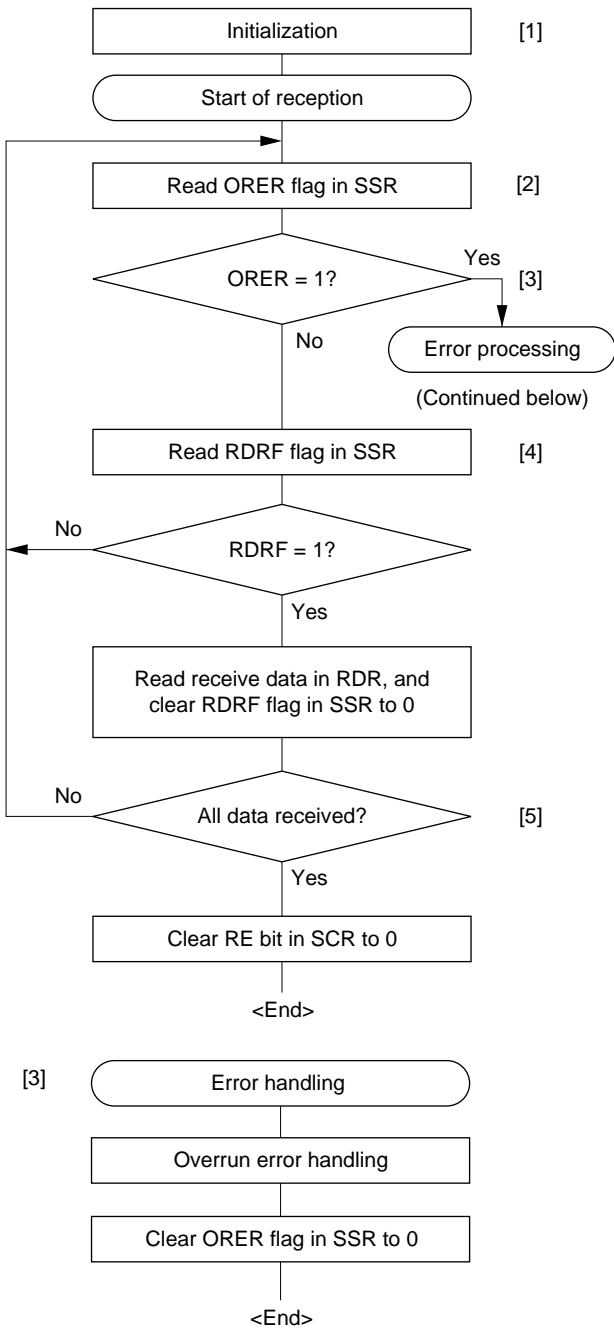 Initialization
[1]
Start of reception
Read ORER flag in SSR
[2]
Yes
ORER = 1?
[3]
No
Error processing
(Continued below)
Read RDRF flag in SSR
[4]
No
RDRF = 1?
Yes
Read receive data in RDR, and
clear RDRF flag in SSR to 0
No
All data received?
[5]
Yes
Clear RE bit in SCR to 0
<End>
[3]
Error handling
Overrun error handling
Clear ORER flag in SSR to 0
<End>